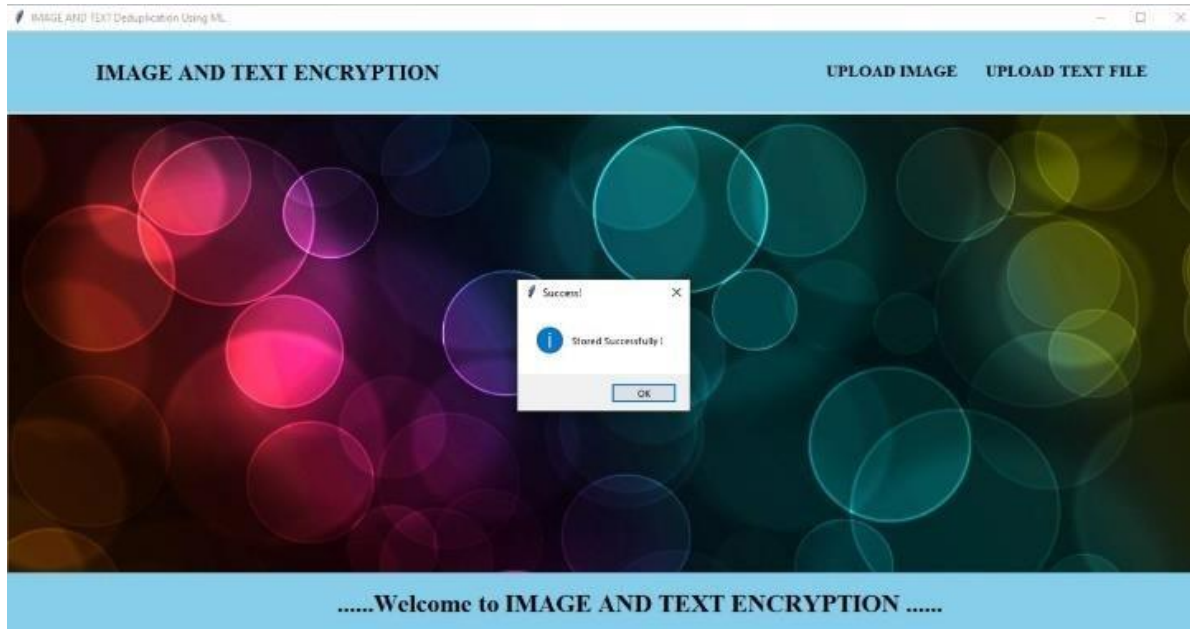 IMAGE AND TEXT Deduplication Using ML
IMAGE AND TEXT ENCRYPTION
UPLOAD IMAGE UPLOAD TEXT FILE
Success!
Stored Successfully !
OK
......Welcome to IMAGE AND TEXT ENCRYPTION ......